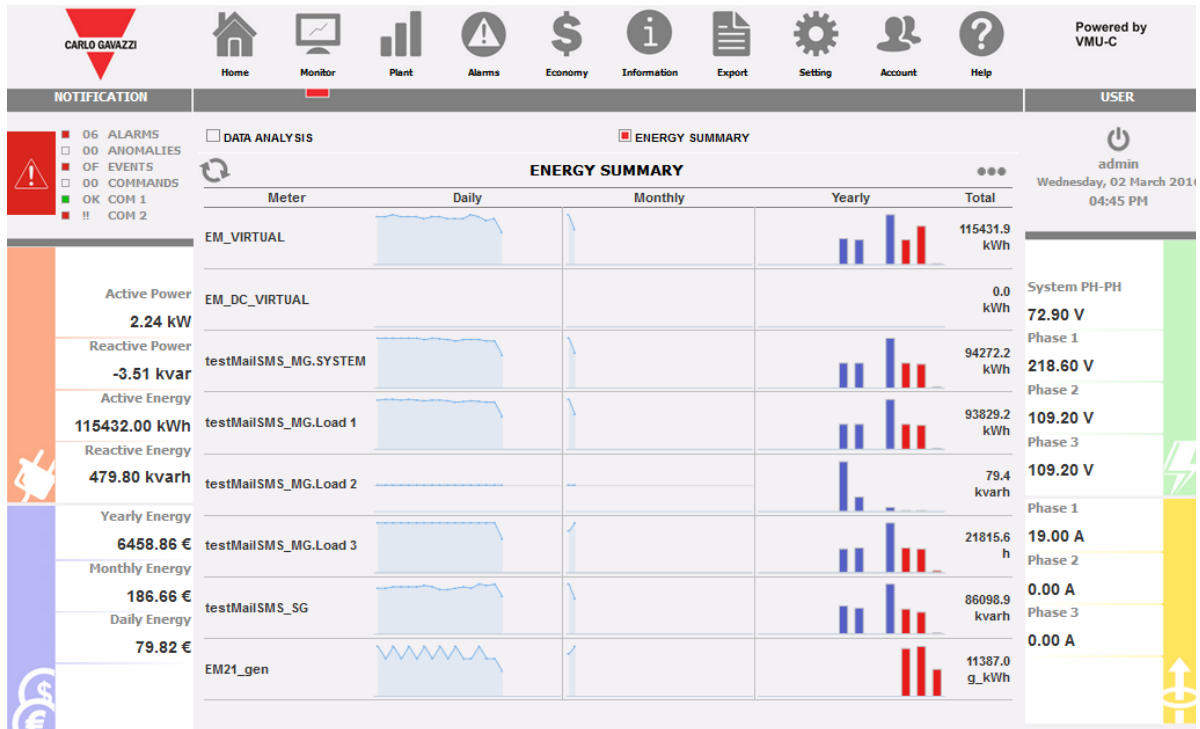 CARLO GAVAZZI
Home Monitor Plant Alarms Economy Information Export Setting Account Help
Powered by
VMU-C
NOTIFICATION
USER
06 ALARMS
00 ANOMALIES
OF EVENTS
00 COMMANDS
OK COM 1
!! COM 2
DATA ANALYSIS
ENERGY SUMMARY
admin
Wednesday, 02 March 2016
04:45 PM
ENERGY SUMMARY
Meter Daily Monthly Yearly Total
EM_VIRTUAL
115431.9
kWh
EM_DC_VIRTUAL
0.0
kWh
testMailSMS_MG.SYSTEM
94272.2
kWh
testMailSMS_MG.Load 1
93829.2
kWh
testMailSMS_MG.Load 2
79.4
kvarh
testMailSMS_MG.Load 3
21815.6
h
testMailSMS_SG
86098.9
kvarh
EM21_gen
11387.0
g_kWh
Active Power
2.24 kW
Reactive Power
-3.51 kvar
Active Energy
115432.00 kWh
Reactive Energy
479.80 kvarh
Yearly Energy
6458.86 €
Monthly Energy
186.66 €
Daily Energy
79.82 €
$
€
System PH-PH
72.90 V
Phase 1
218.60 V
Phase 2
109.20 V
Phase 3
109.20 V
Phase 1
19.00 A
Phase 2
0.00 A
Phase 3
0.00 A